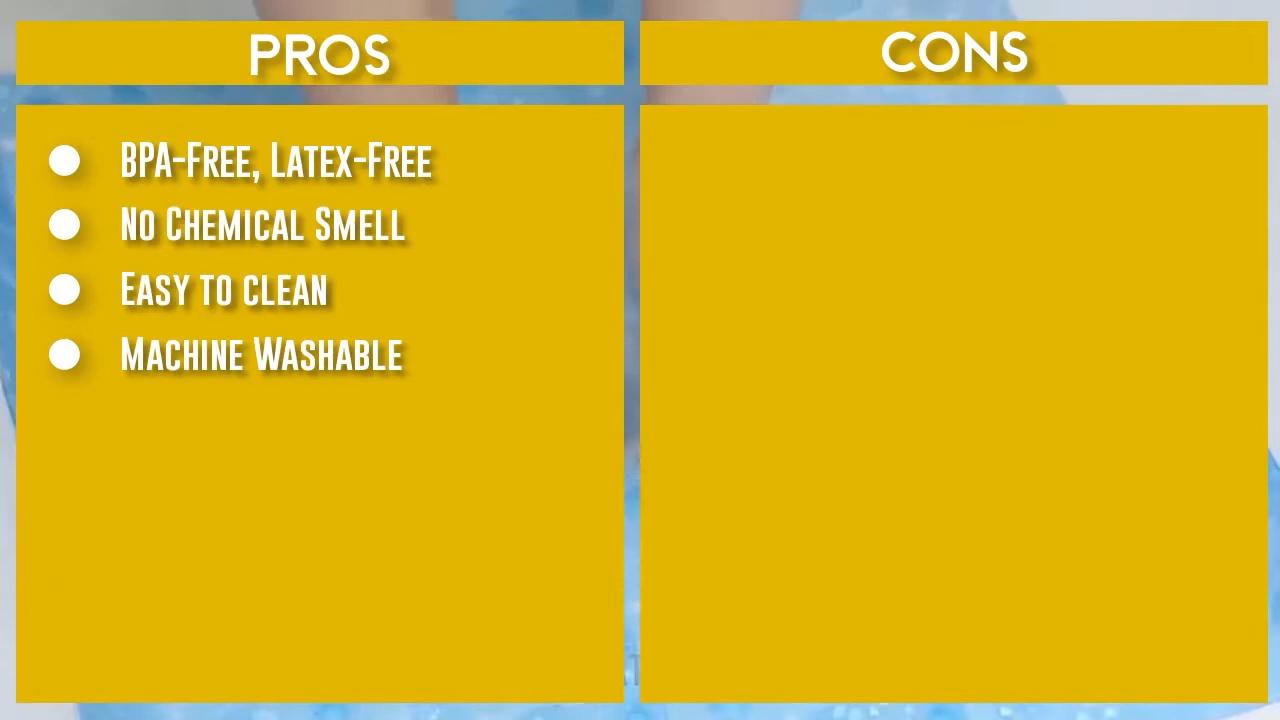 PROS
CONS
BPA-Free, Latex-Free
No Chemical Smell
Easy to clean
Machine Washable